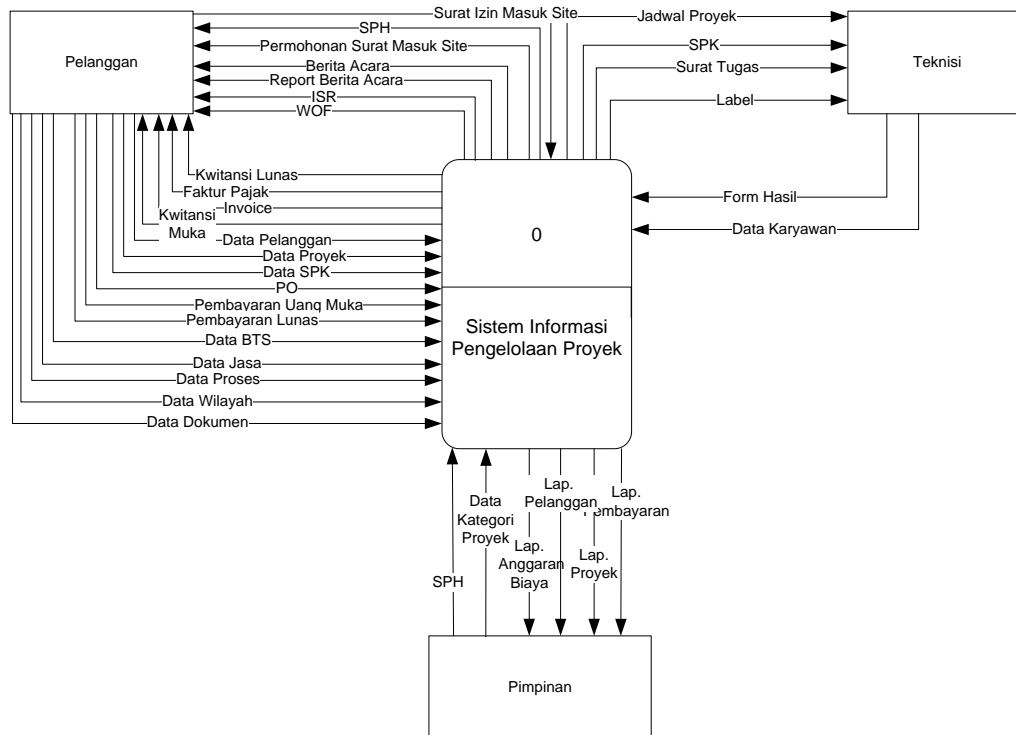 Surat Izin Masuk Site
Jadwal Proyek
SPH
SPK
Permohonan Surat Masuk Site
Pelanggan
Berita Acara
Surat Tugas
Teknisi
Report Berita Acara
ISR
Label
WOF
Kwitansi Lunas
Faktur Pajak
Form Hasil
Invoice
Kwitansi
Muka
0
Data Karyawan
Data Pelanggan
Data Proyek
Data SPK
PO
Pembayaran Uang Muka
Pembayaran Lunas
Sistem Informasi
Pengelolaan Proyek
Data BTS
Data Jasa
Data Proses
Data Wilayah
Data Dokumen
SPH
Data
Kategori
Proyek
Lap.
Anggaran
Biaya
Lap.
Pelanggan
Lap.
Proyek
Lap.
embayaran
Pimpinan